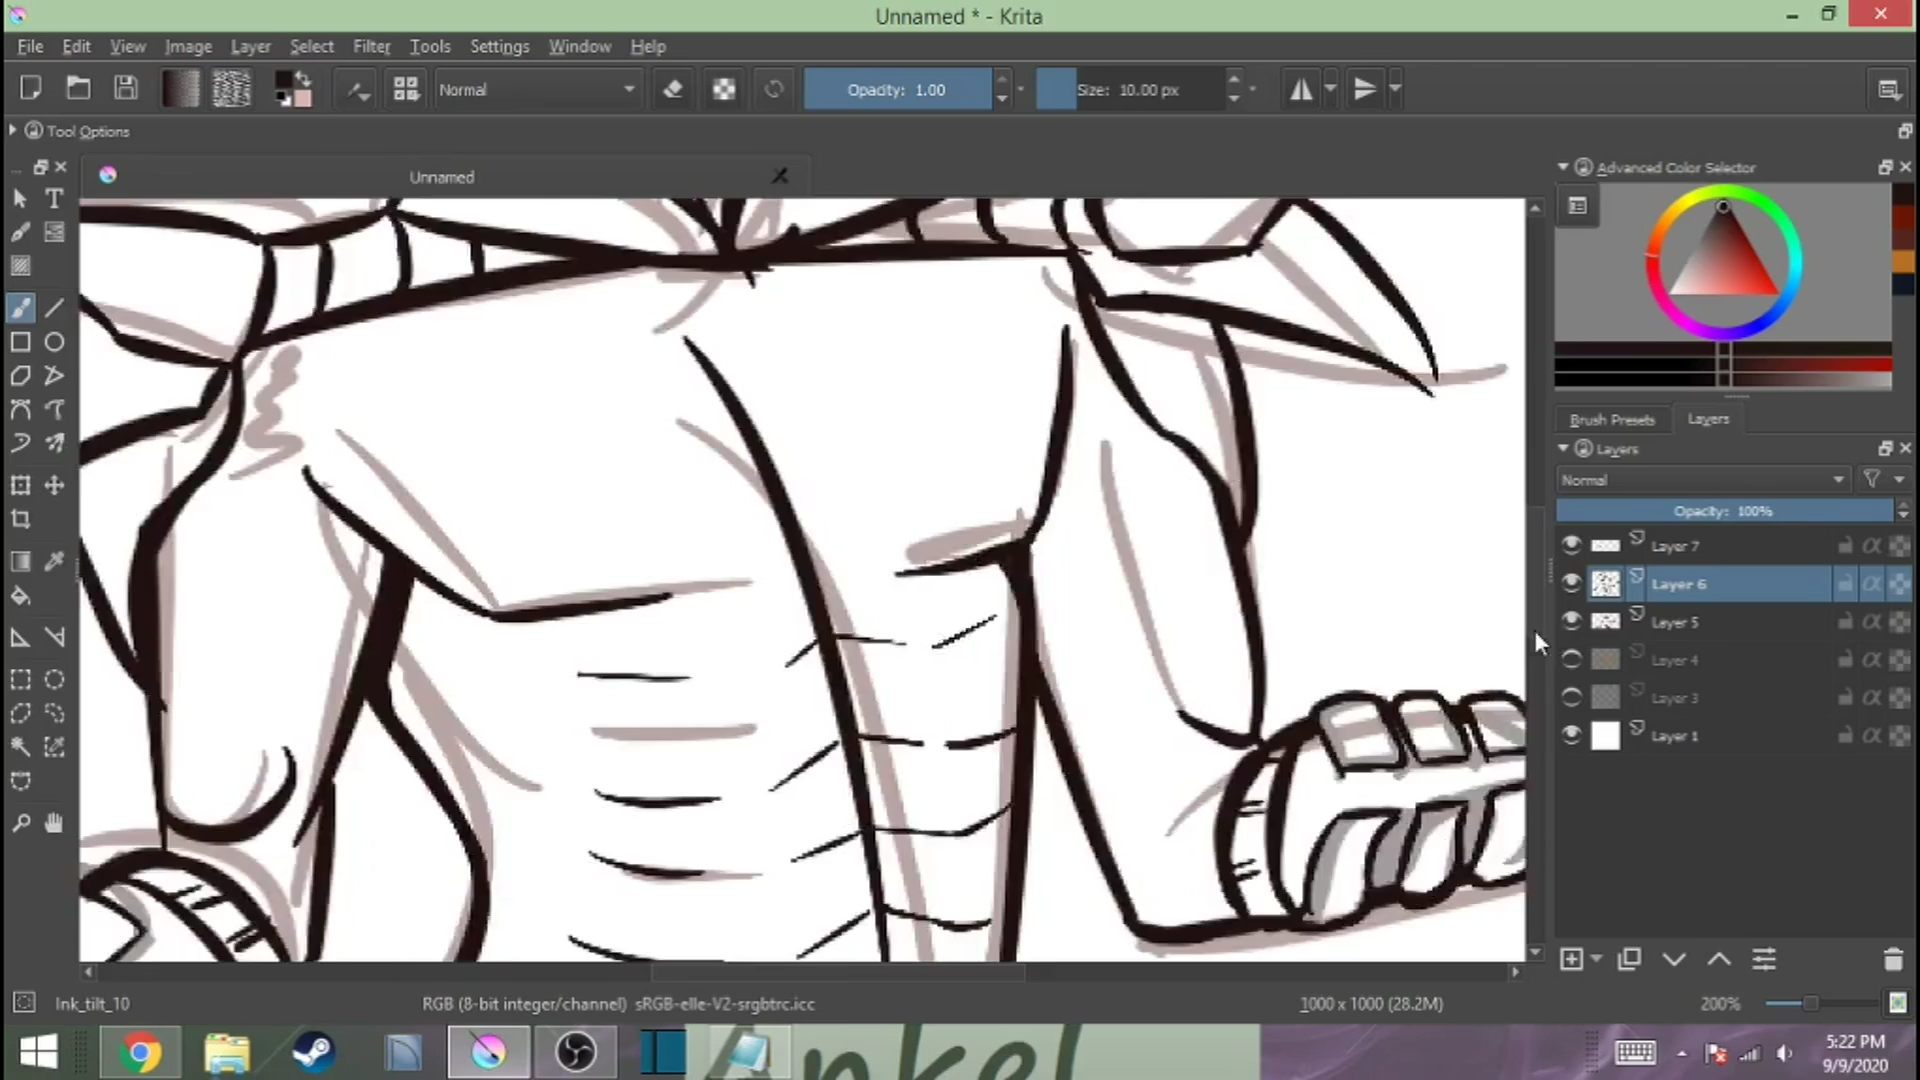 Unnamed * - Krita
File Edit View Image Layer Select Filter Tools Settings Window Help
Normal Opacity: 1.00 Size: 10.00 px
Tool Options
Unnamed
Advanced Color Selector
Brush Presets Layers
Layers
Normal
Opacity: 100%
Layer 7
Layer 6
Layer 5
Layer 4
Layer 3
Layer 1
Ink_tilt_10 RGB (8-bit integer/channel) sRGB-elle-V2-srgbtrc.icc 1000 x 1000 (28.2M) 200%
5:22 PM
9/9/2020